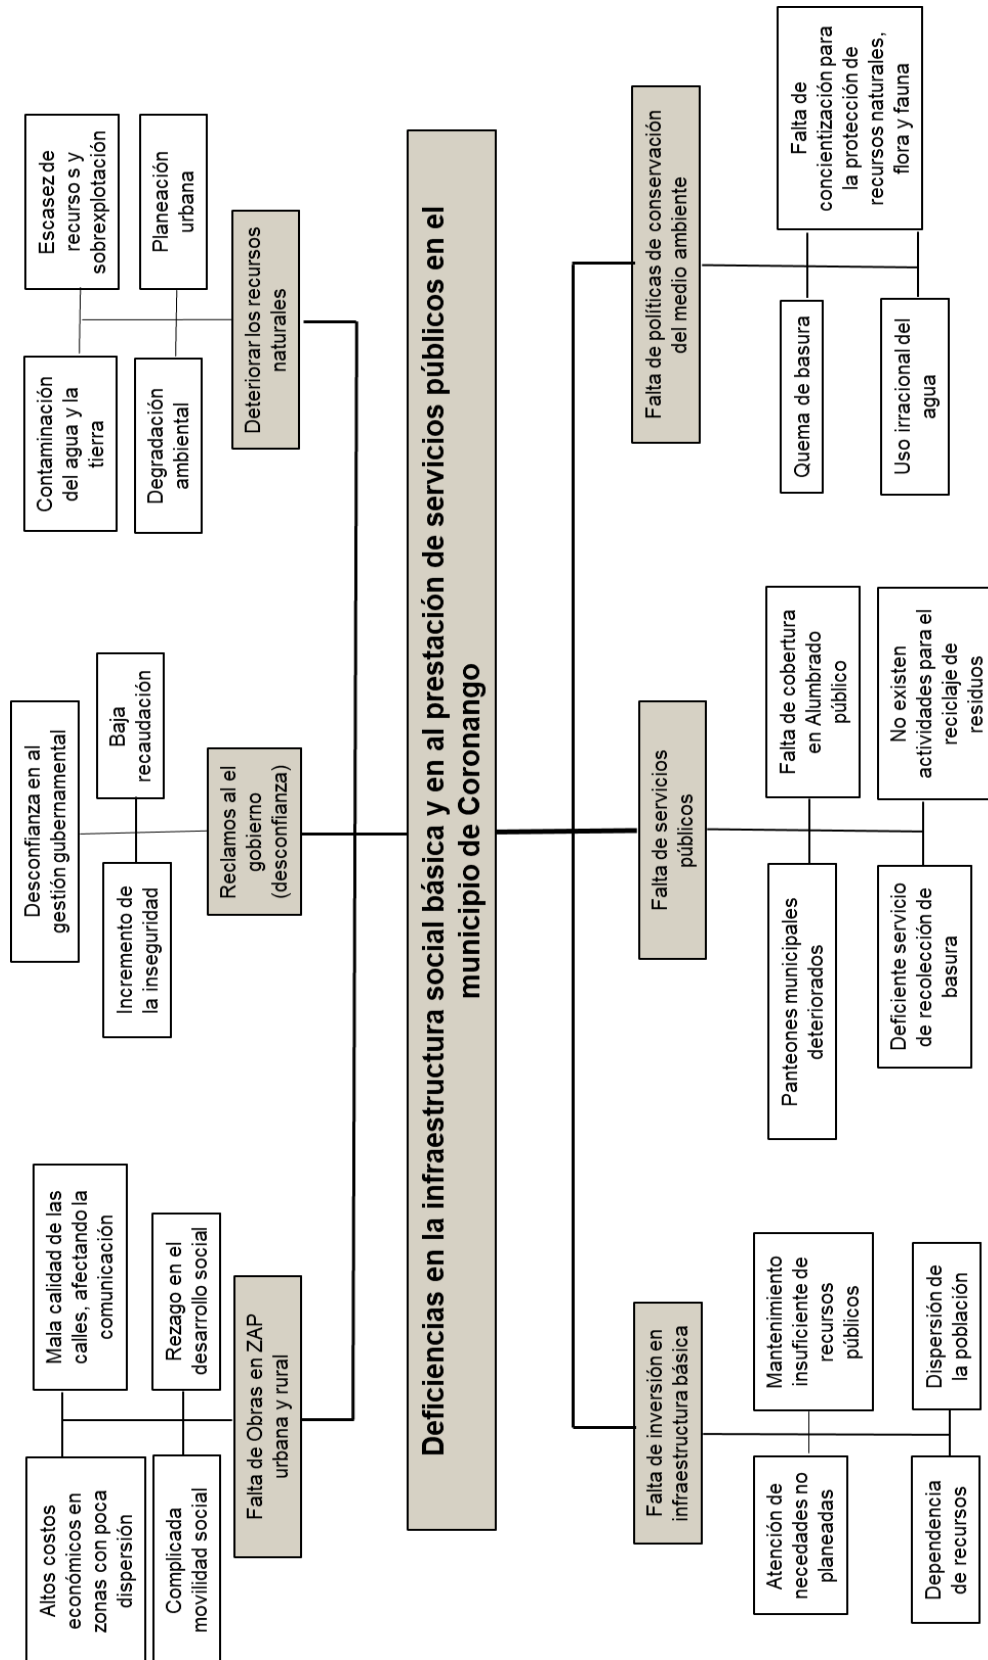 Altos costos
económicos en
zonas con poca
dispersión
Mala calidad de las
calles, afectando la
comunicación
Complicada
movilidad social
Rezago en el
desarrollo social
Falta de Obras en ZAP
urbana y rural
Desconfianza en al
gestión gubernamental
Incremento de
la inseguridad
Baja
recaudación
Reclamos al el
gobierno
(desconfianza)
Contaminación
del agua y la
tierra
Escasez de
recurso s y
sobrexplotación
Degradación
ambiental
Planeación
urbana
Deteriorar los recursos
naturales
Deficiencias en la infraestructura social básica y en al prestación de servicios públicos en el
municipio de Coronango
Falta de inversión en
infraestructura básica
Atención de
necedades no
planeadas
Mantenimiento
insuficiente de
recursos
públicos
Dependencia
de recursos
Dispersión de
la población
Falta de servicios
públicos
Panteones municipales
deteriorados
Falta de cobertura
en Alumbrado
público
Deficiente servicio
de recolección de
basura
No existen
actividades para el
reciclaje de
residuos
Falta de políticas de conservación
del medio ambiente
Quema de basura
Falta de
concientización para
la protección de
recursos naturales,
flora y fauna
Uso irracional del
agua